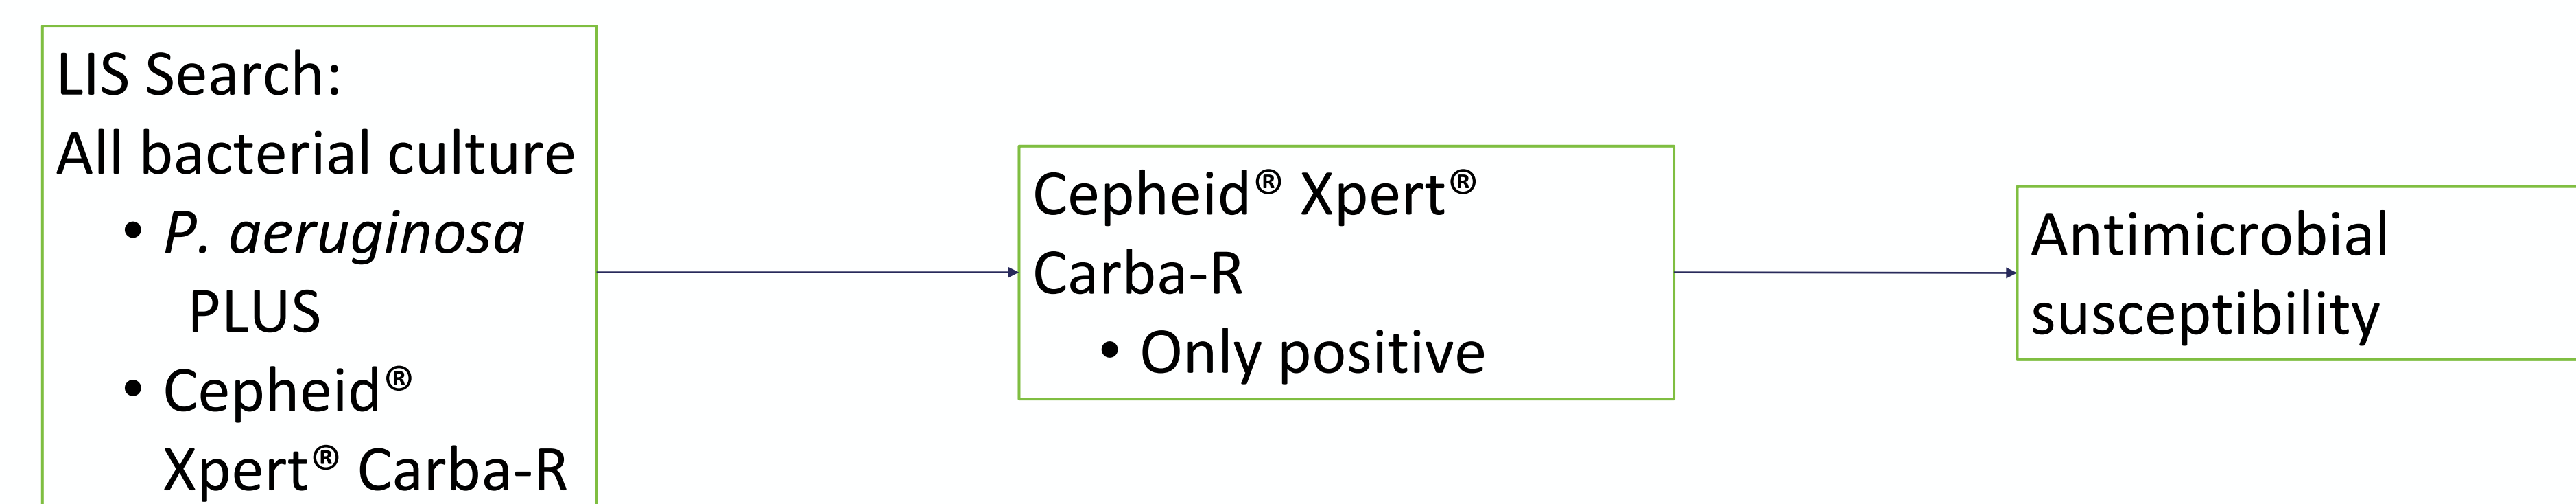 LIS Search:
All bacterial culture
• P. aeruginosa
PLUS
• Cepheid®
Xpert® Carba-R
Cepheid® Xpert®
Carba-R
• Only positive
Antimicrobial
susceptibility